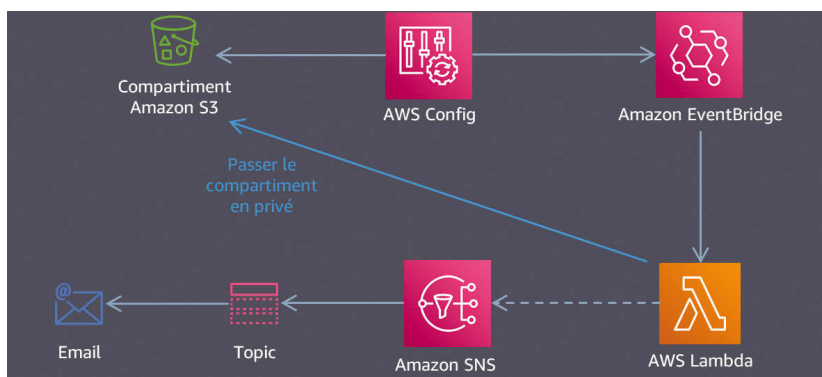 Compartiment
Amazon S3
AWS Config
Amazon EventBridge
Passer le
compartiment
en privé
@
Email
Topic
Amazon SNS
AWS Lambda